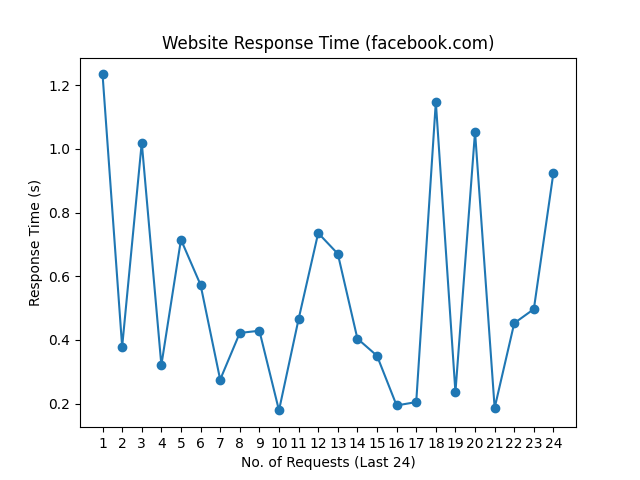 Website Response Time (facebook.com)
Response Time (s)
1.2
1.0
0.8
0.6
0.4
0.2
1 2 3 4 5 6 7 8 9 10 11 12 13 14 15 16 17 18 19 20 21 22 23 24
No. of Requests (Last 24)